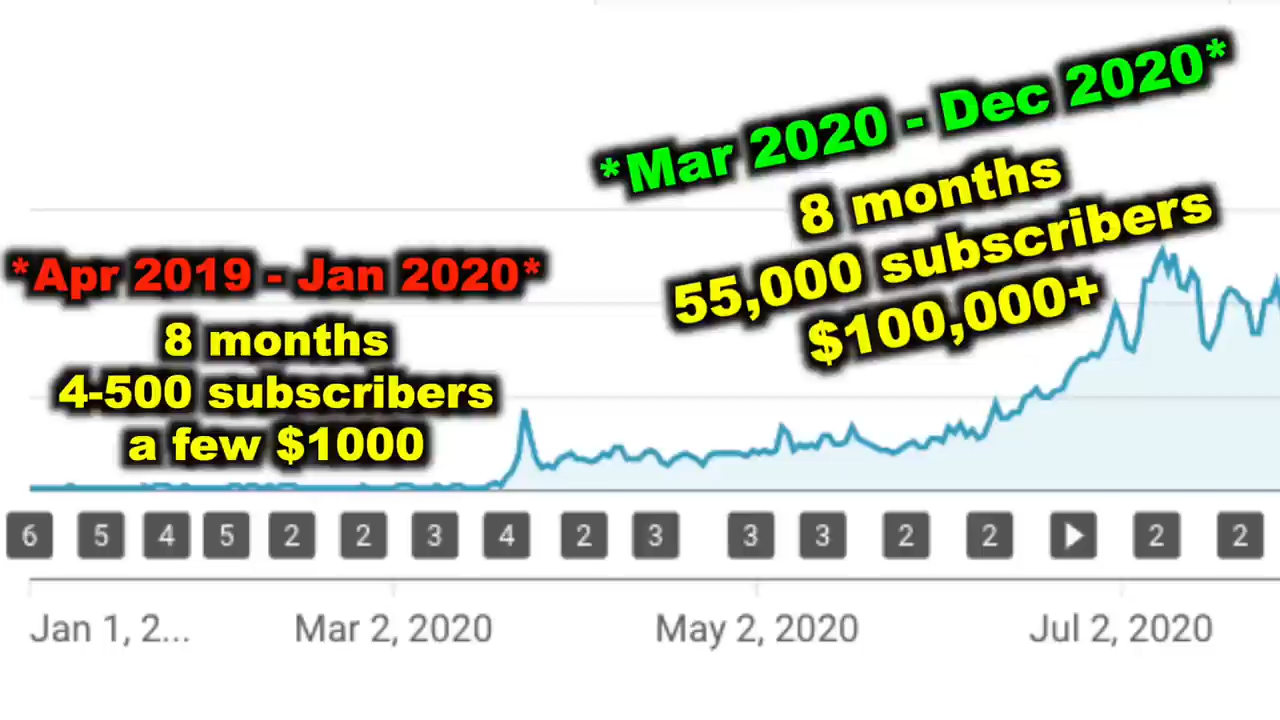 *Mar 2020 - Dec 2020*
8 months
55,000 subscribers
$100,000+
*Apr 2019 - Jan 2020*
8 months
4-500 subscribers
a few $1000
6 5 4 5 2 2 3 4 2 3 3 3 2 2 2 2
Jan 1, 2... Mar 2, 2020 May 2, 2020 Jul 2, 2020